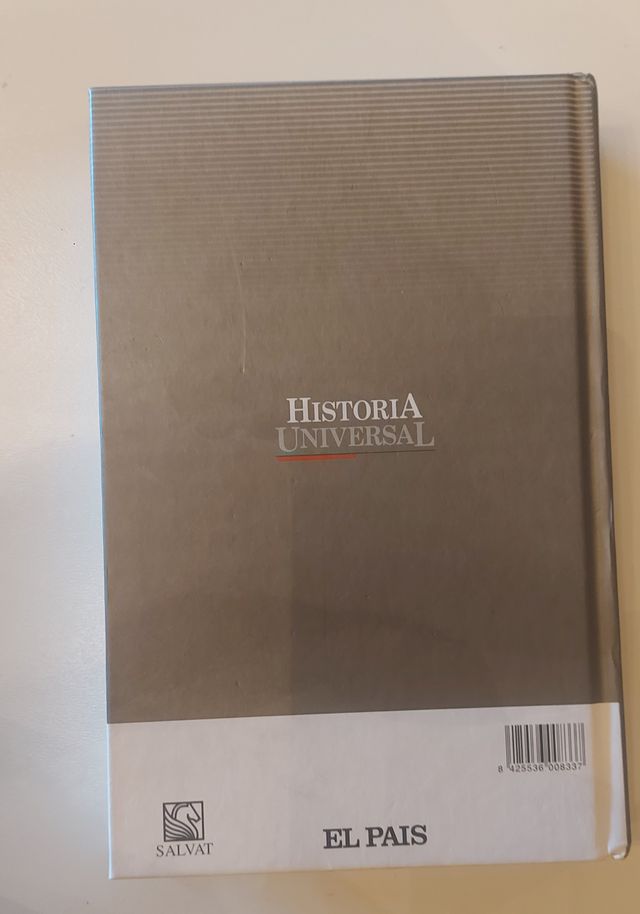 HISTORIA
UNIVERSAL
8 425536 008337
SALVAT
EL PAIS